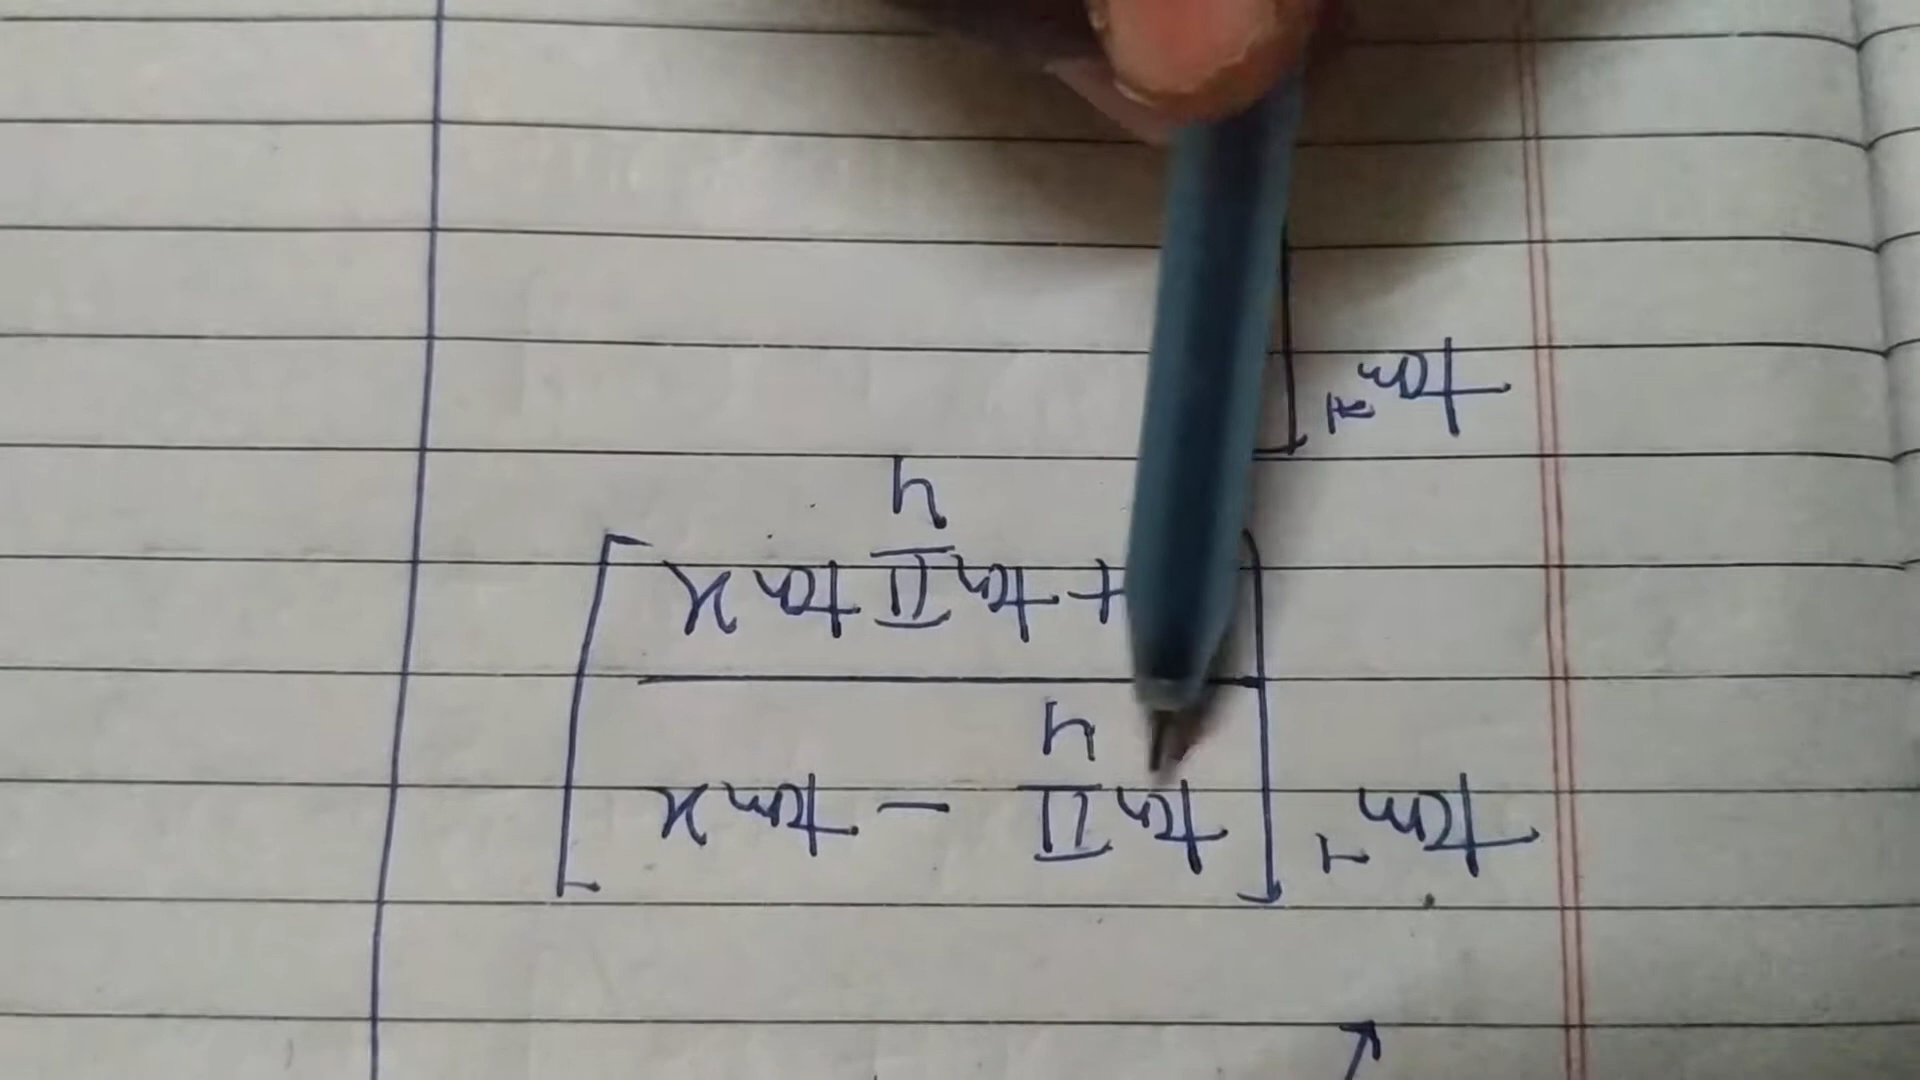 tan⁻¹ [ tan π/4 − tan x
+ tan π/4 tan x ]
tan⁻¹ [